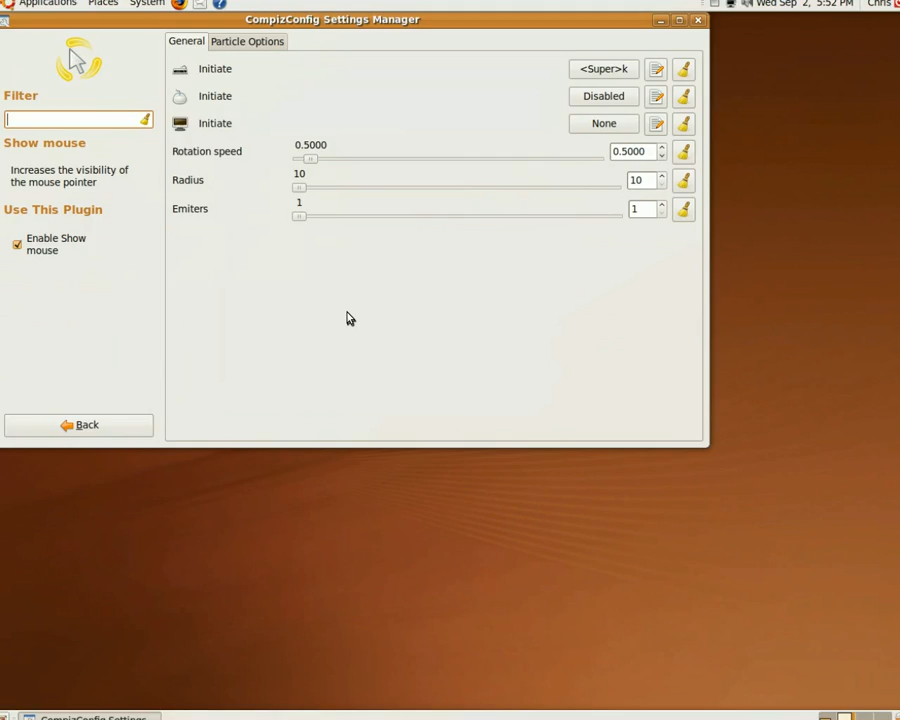 Applications Places System Wed Sep 2, 5:52 PM Chris
CompizConfig Settings Manager
General Particle Options
Filter
Show mouse
Increases the visibility of
the mouse pointer
Use This Plugin
Enable Show
mouse
Back
Initiate <Super>k
Initiate Disabled
Initiate None
Rotation speed 0.5000 0.5000
Radius 10 10
Emiters 1 1
CompizConfig Settings